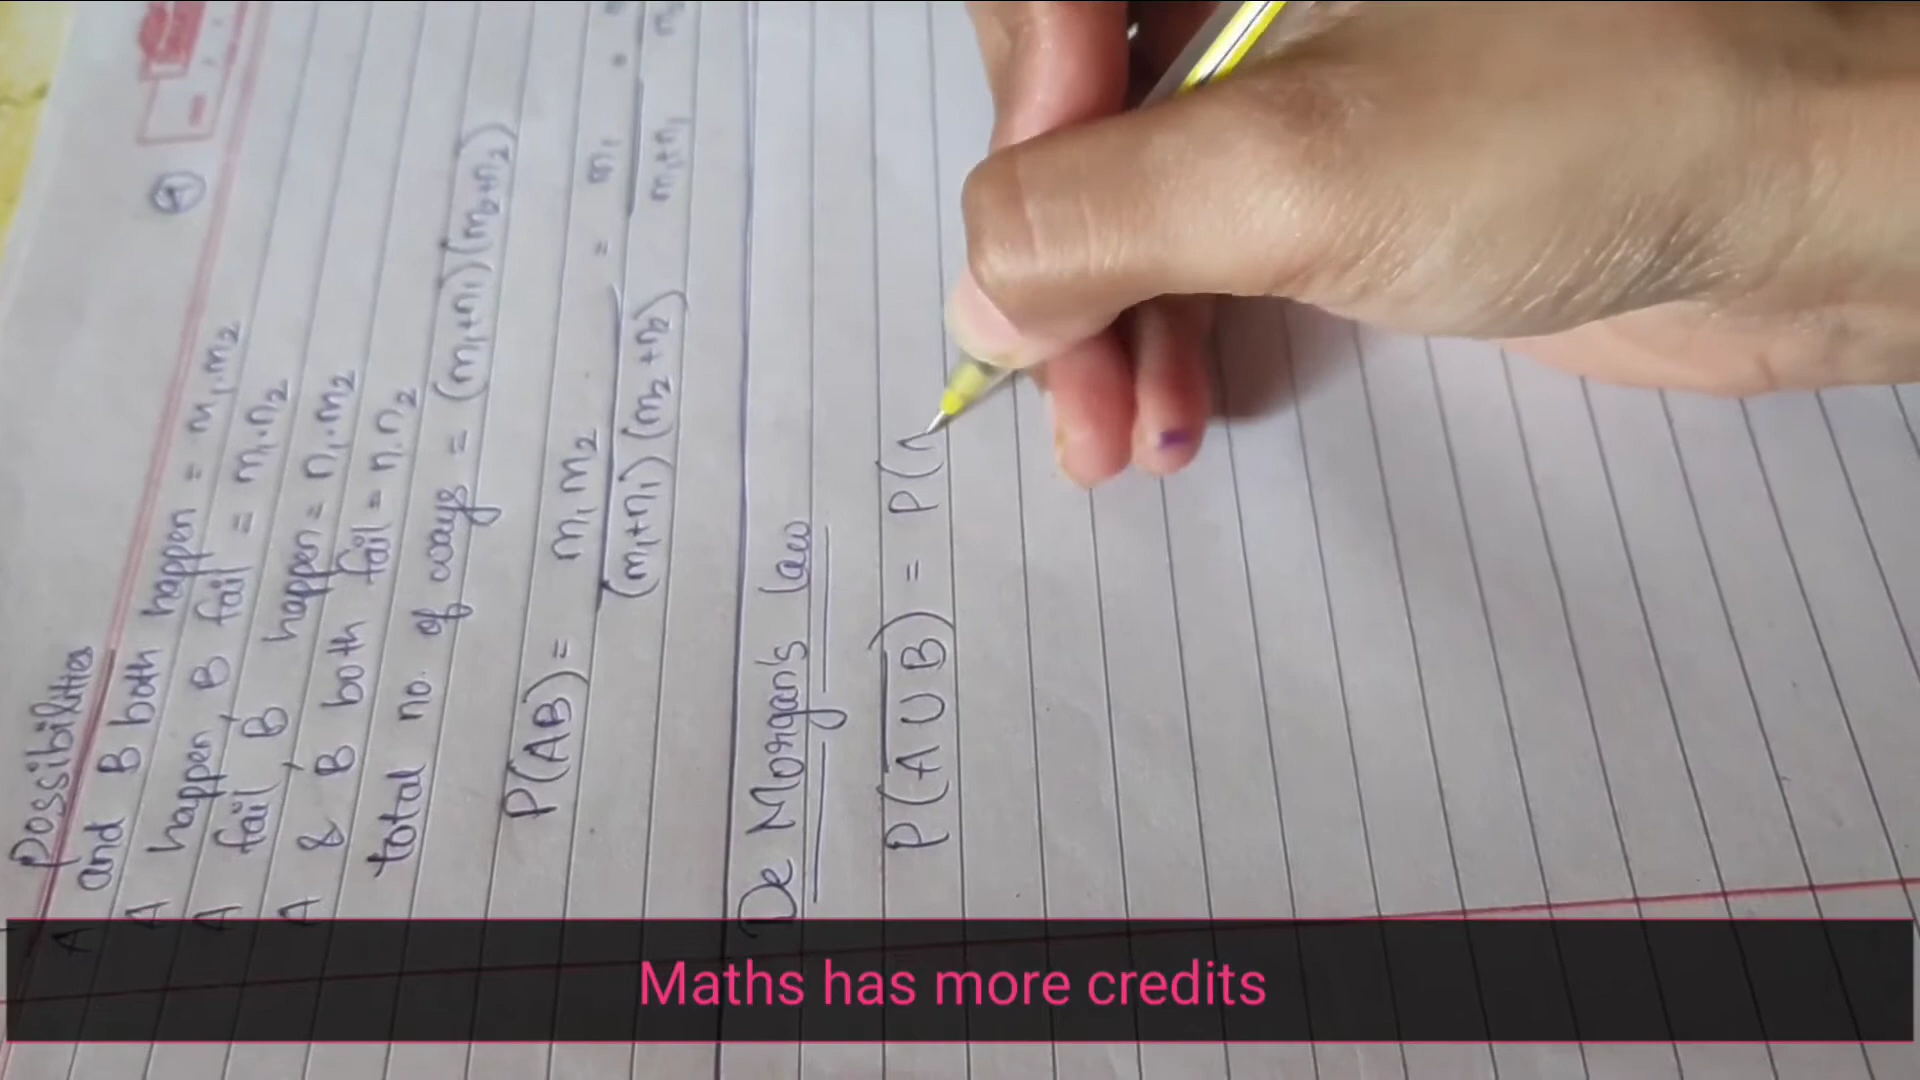 Possibilities
A and B both happen = m₁.m₂
A happen, B fail = m₁.n₂
A fail, B happen = n₁.m₂
A & B both fail = n₁.n₂
total no. of ways = (m₁+n₁)(m₂+n₂)
P(AB) = m₁m₂ / (m₁+n₁)(m₂+n₂) = m₁ / m₁+n₁ .
De Morgan's law
P(A∪B)̅ = P(
Maths has more credits